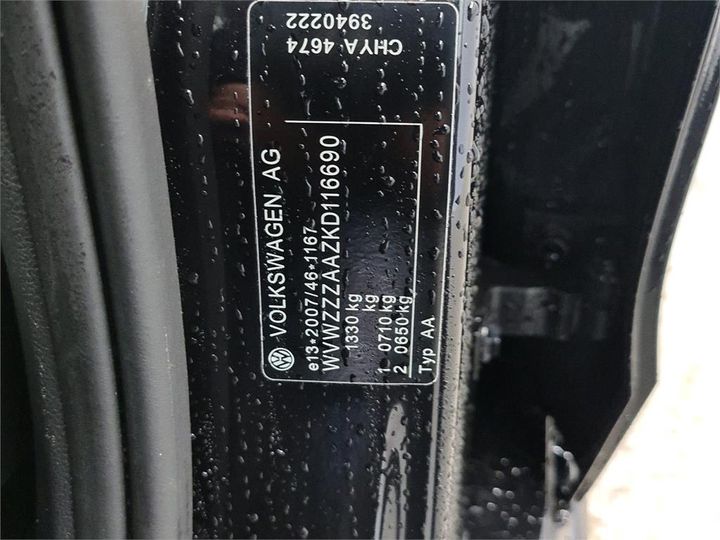 VOLKSWAGEN AG
e13*2007/46*1167
WVWZZZAAZKD116690
1330 kg
kg
1 0710 kg
2 0650 kg
Typ AA
CHYA 4674
3940222